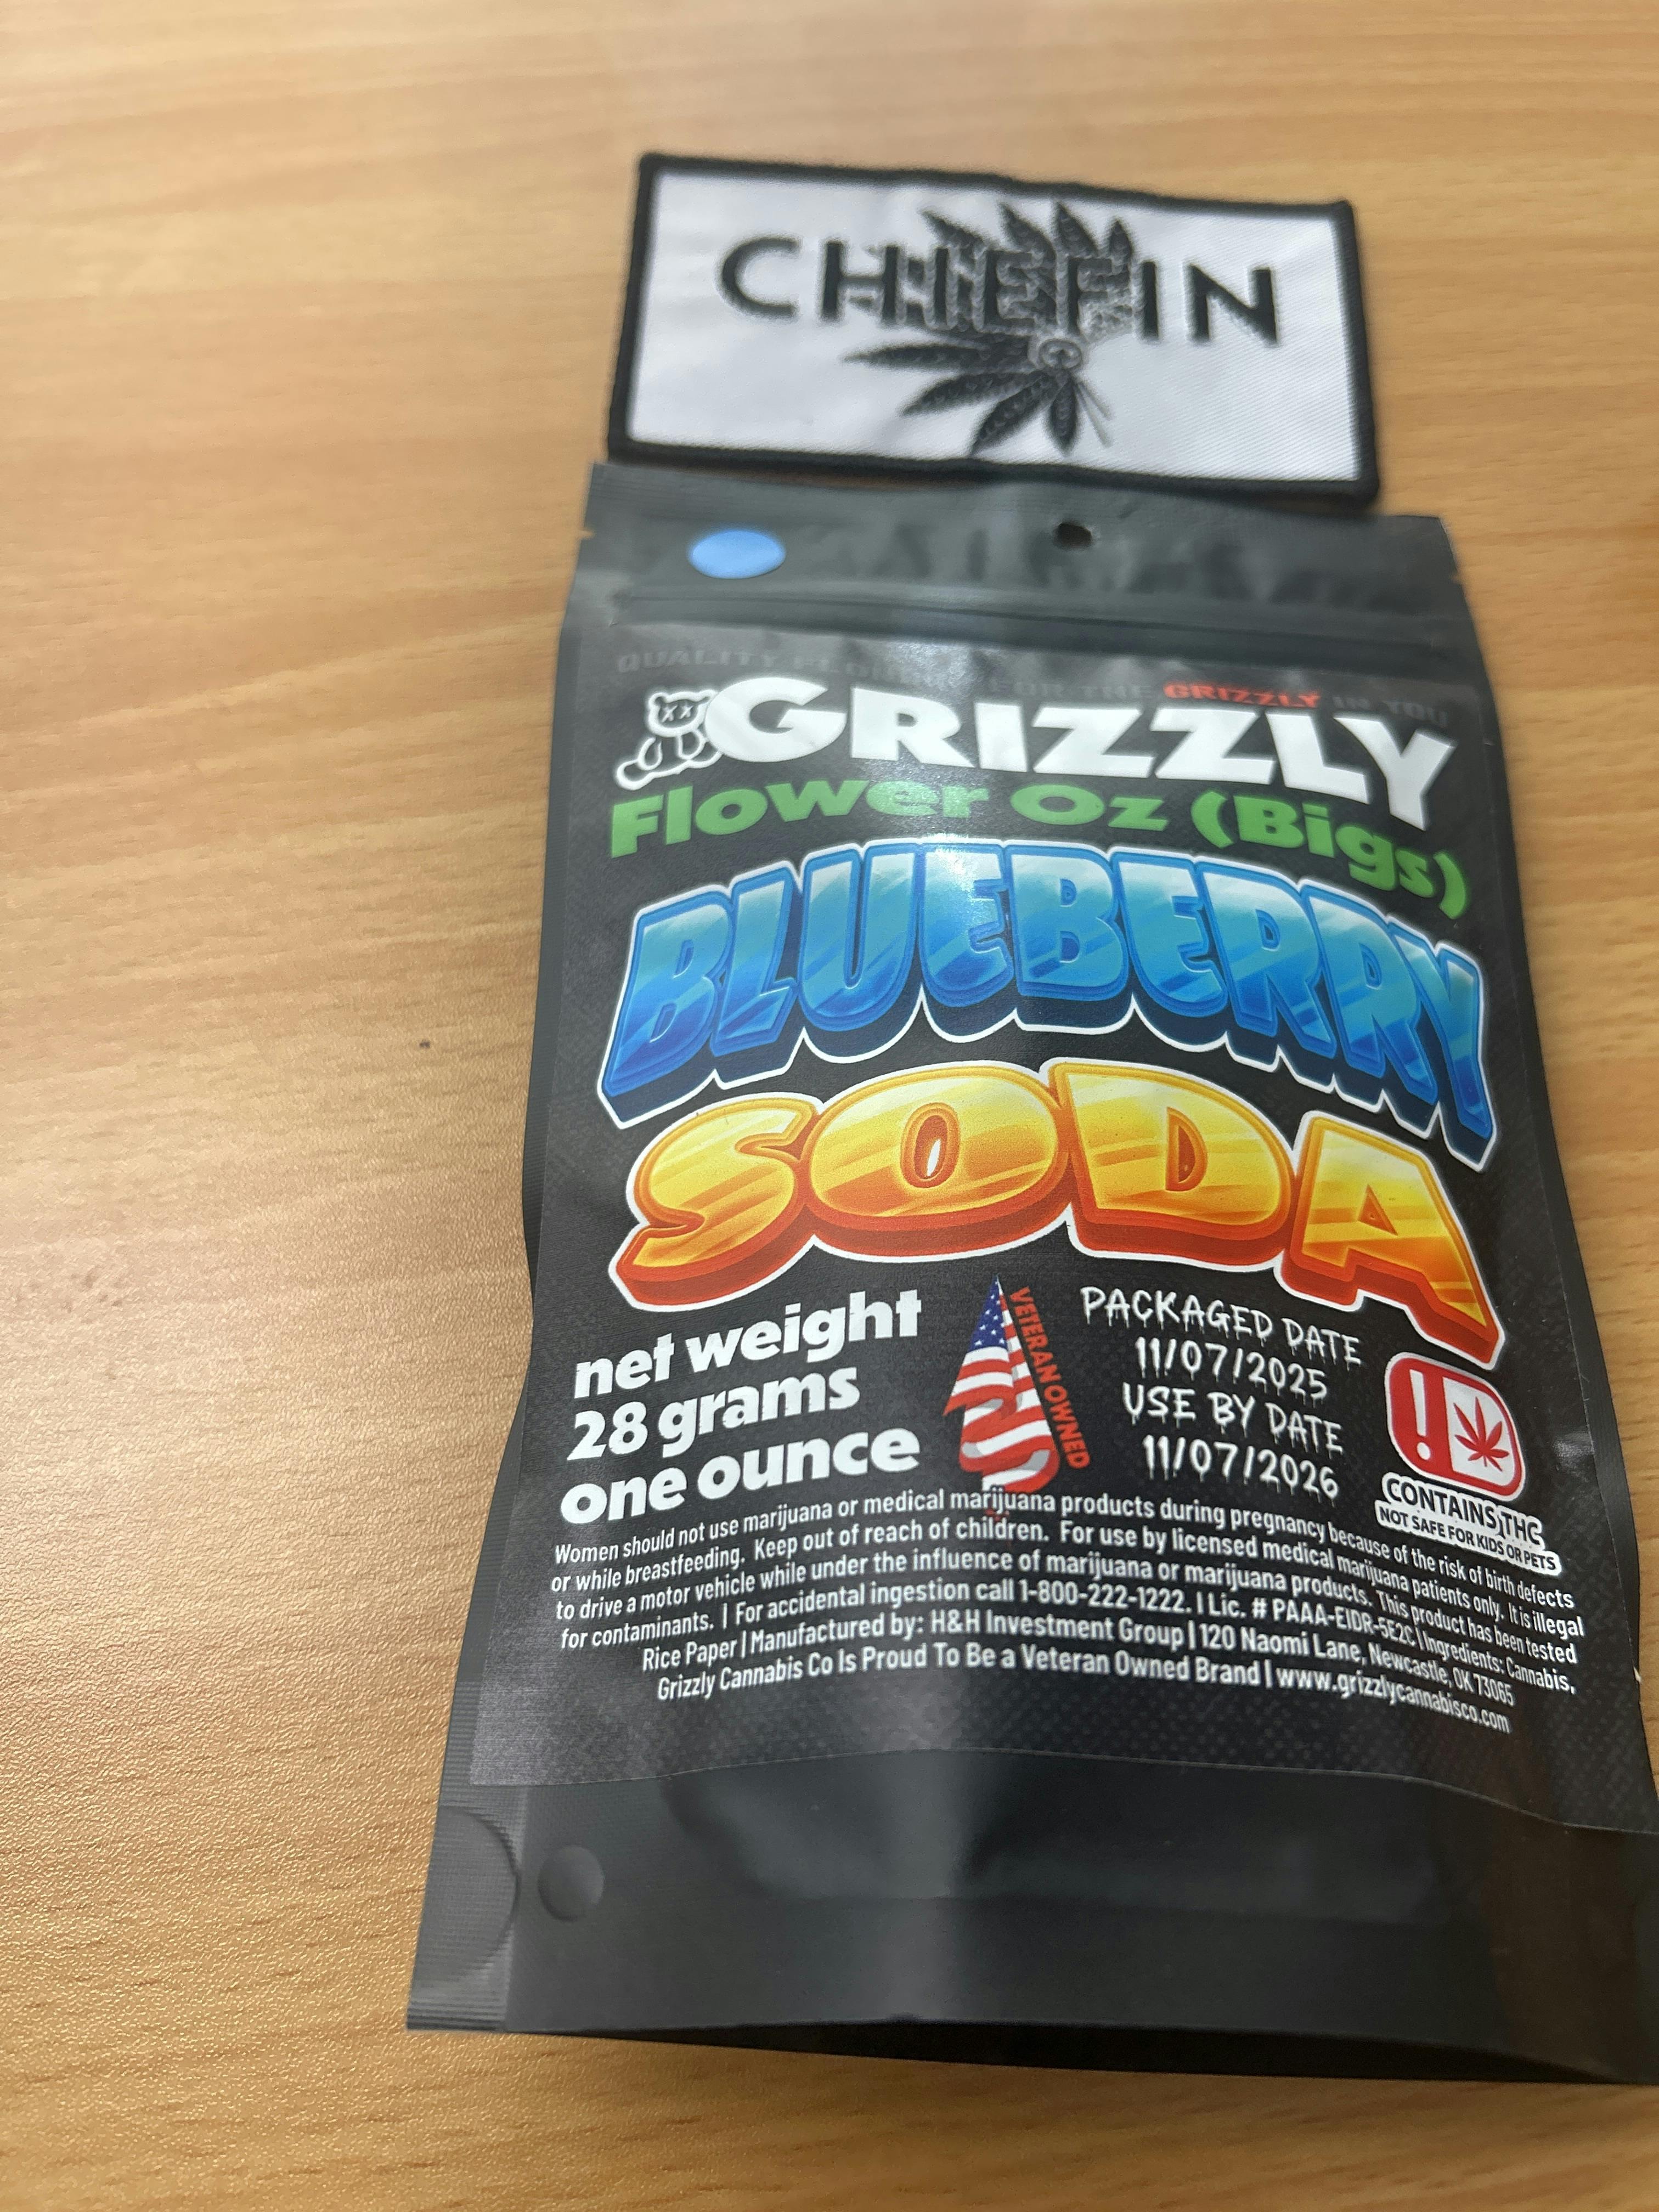 CHIEFIN
QUALITY FLOWER FOR THE GRIZZLY IN YOU
GRIZZLY
Flower Oz (Bigs)
BLUEBERRY
SODA
net weight
28 grams
one ounce
VETERAN OWNED
PACKAGED DATE
11/07/2025
USE BY DATE
11/07/2026
CONTAINS THC
NOT SAFE FOR KIDS OR PETS
Women should not use marijuana or medical marijuana products during pregnancy because of the risk of birth defects
or while breastfeeding. Keep out of reach of children. For use by licensed medical marijuana patients only. It is illegal
to drive a motor vehicle while under the influence of marijuana or marijuana products. This product has been tested
for contaminants. | For accidental ingestion call 1-800-222-1222. | Lic. # PAAA-EIDR-5E2C | Ingredients: Cannabis,
Rice Paper | Manufactured by: H&H Investment Group | 120 Naomi Lane, Newcastle, OK 73065
Grizzly Cannabis Co Is Proud To Be a Veteran Owned Brand | www.grizzlycannabisco.com